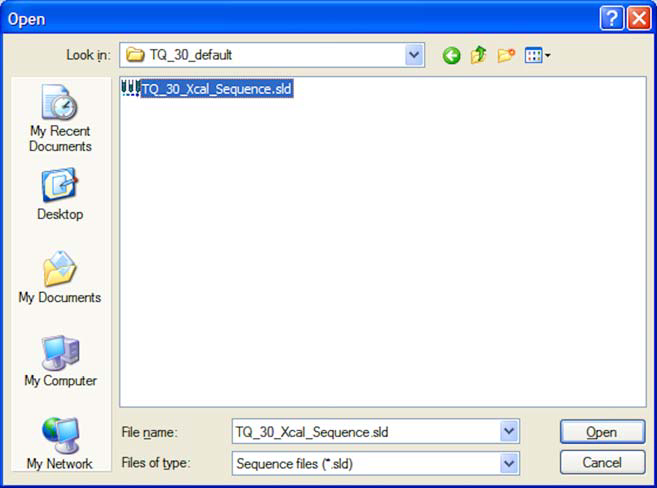 Open
Look in: TQ_30_default
TQ_30_Xcal_Sequence.sld
My Recent
Documents
Desktop
My Documents
My Computer
My Network
File name: TQ_30_Xcal_Sequence.sld Open
Files of type: Sequence files (*.sld) Cancel